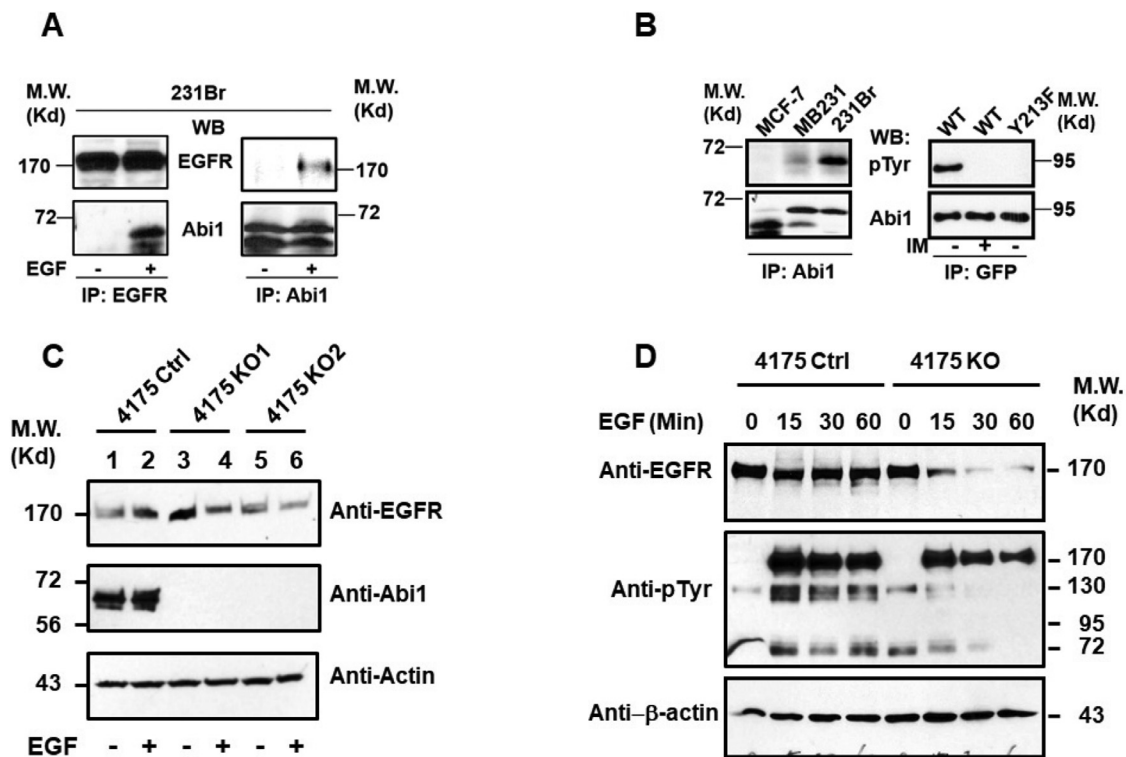 A
M.W.
(Kd)
231Br
M.W.
(Kd)
WB
170
EGFR
170
72
Abi1
72
EGF - + - +
IP: EGFR IP: Abi1
B
M.W.
(Kd)
MCF-7 MB231 231Br
WT WT Y213F
M.W.
(Kd)
WB:
72
pTyr
95
72
Abi1
95
IM - + -
IP: Abi1 IP: GFP
C
4175 Ctrl 4175 KO1 4175 KO2
M.W.
(Kd)
1 2 3 4 5 6
170 Anti-EGFR
72
Anti-Abi1
56
43 Anti-Actin
EGF - + - + - +
D
4175 Ctrl 4175 KO
M.W.
(Kd)
EGF (Min) 0 15 30 60 0 15 30 60
Anti-EGFR 170
170
Anti-pTyr 130
95
72
Anti–β-actin 43